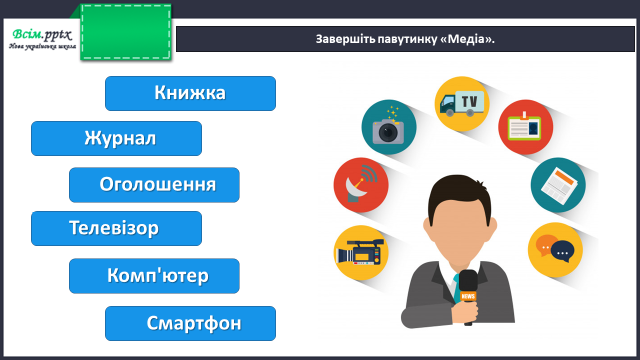 Всім.pptx
Нова українська школа
Завершіть павутинку «Медіа».
Книжка
Журнал
Оголошення
Телевізор
Комп'ютер
Смартфон
TV
NEWS